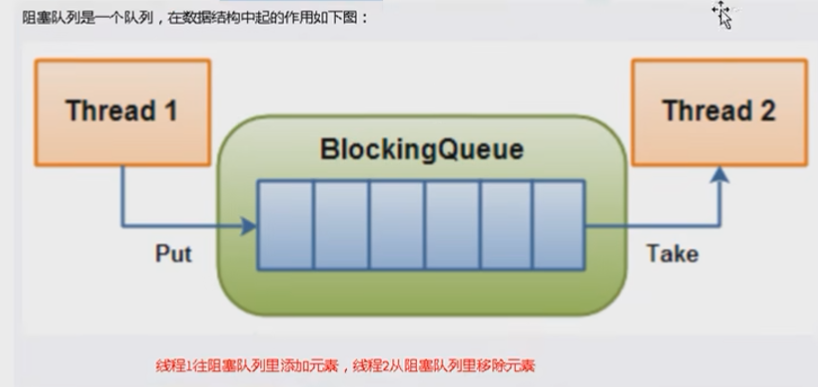 阻塞队列是一个队列，在数据结构中起的作用如下图：
Thread 1
Thread 2
BlockingQueue
Put
Take
线程1往阻塞队列里添加元素，线程2从阻塞队列里移除元素